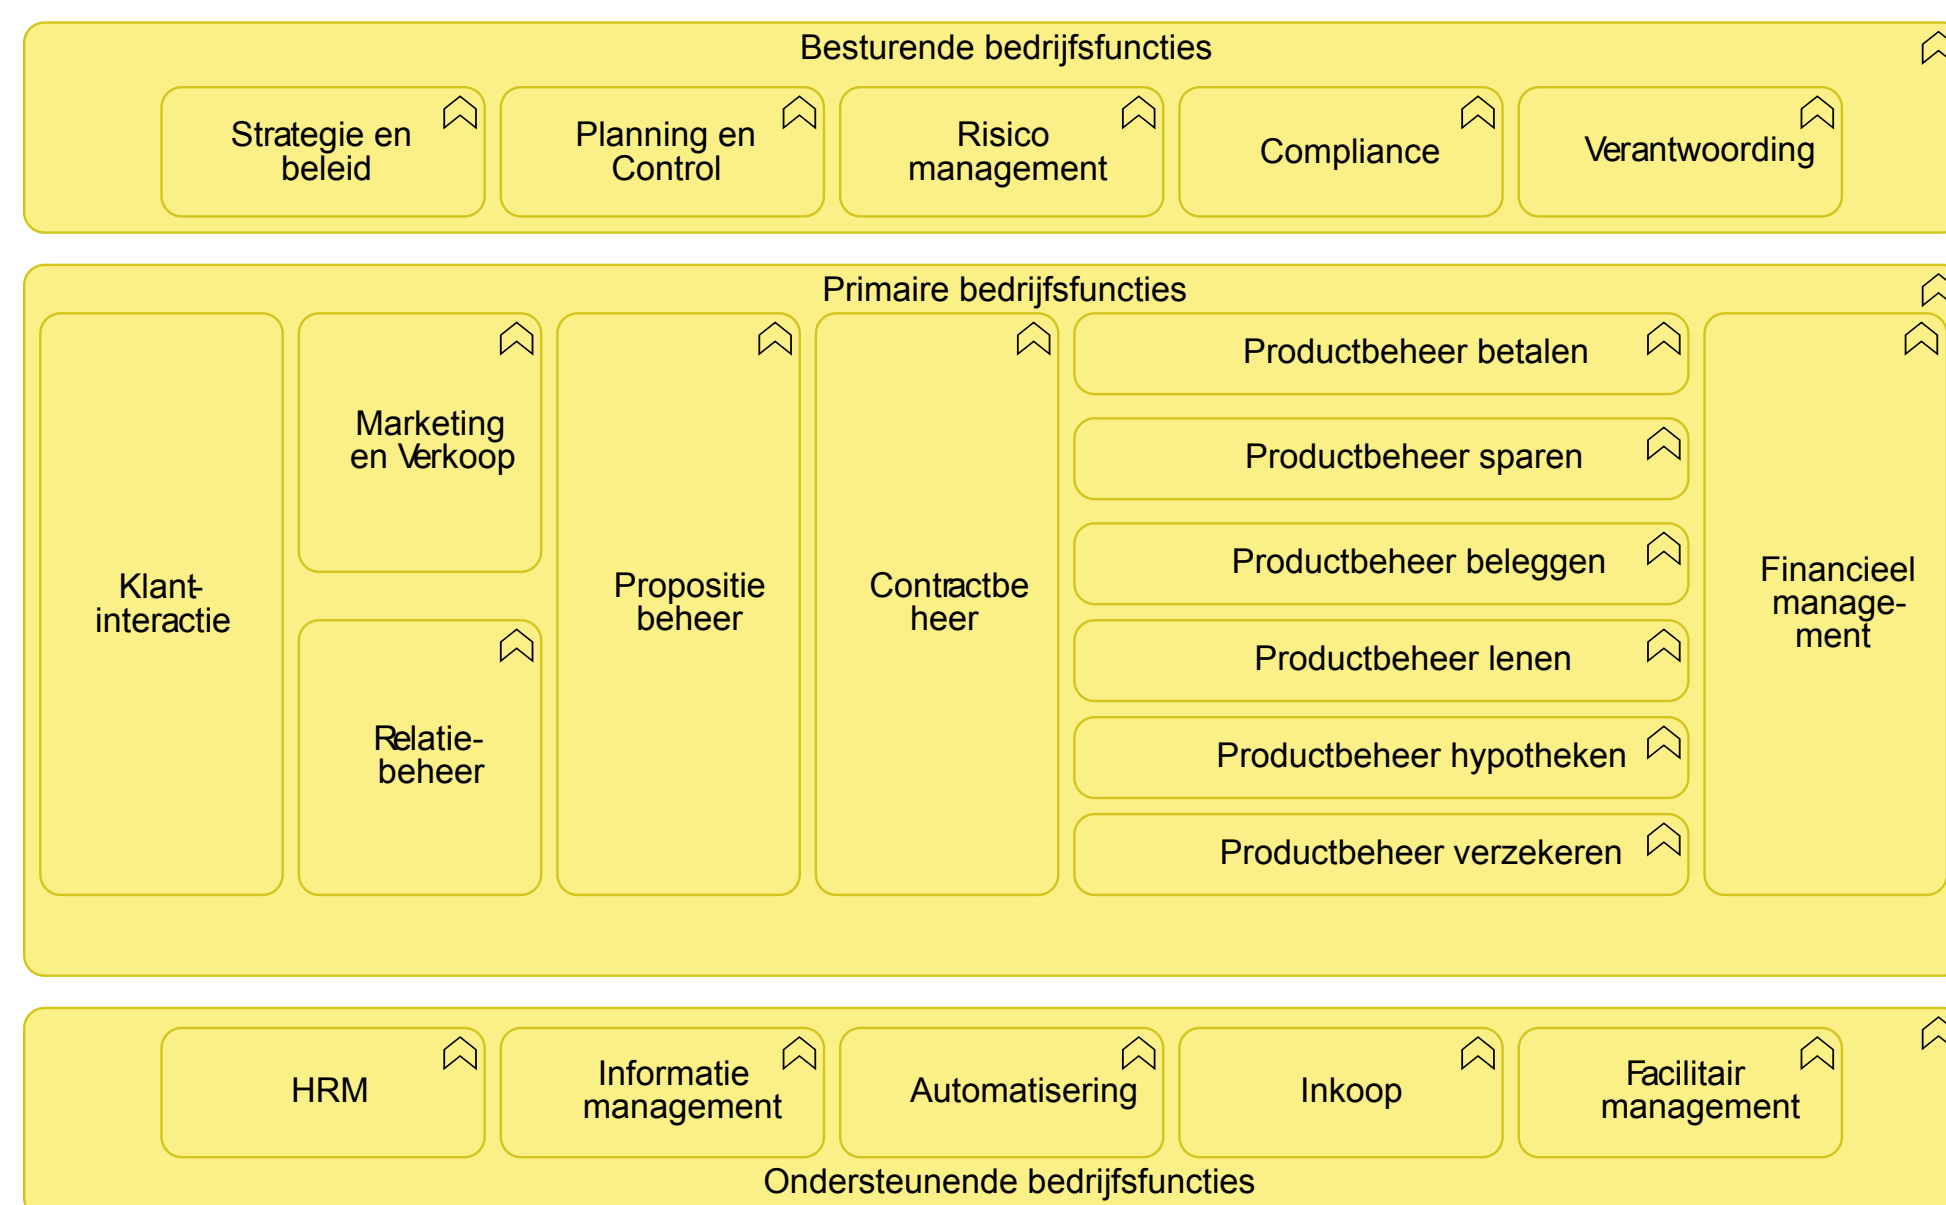 Besturende bedrijfsfuncties
Strategie en
beleid
Planning en
Control
Risico
management
Compliance
Verantwoording
Primaire bedrijfsfuncties
Klant-
interactie
Marketing
en Verkoop
Relatie-
beheer
Propositie
beheer
Contractbe
heer
Productbeheer betalen
Productbeheer sparen
Productbeheer beleggen
Productbeheer lenen
Productbeheer hypotheken
Productbeheer verzekeren
Financieel
manage-
ment
HRM
Informatie
management
Automatisering
Inkoop
Facilitair
management
Ondersteunende bedrijfsfuncties